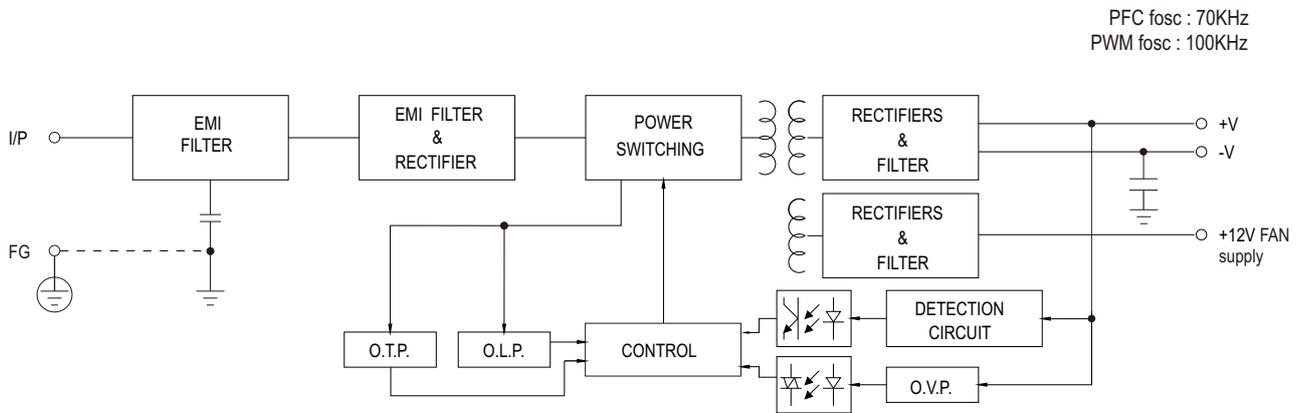 PFC fosc : 70KHz
PWM fosc : 100KHz
I/P
EMI
FILTER
EMI FILTER
&
RECTIFIER
POWER
SWITCHING
RECTIFIERS
&
FILTER
+V
-V
RECTIFIERS
&
FILTER
+12V FAN
supply
FG
O.T.P.
O.L.P.
CONTROL
DETECTION
CIRCUIT
O.V.P.